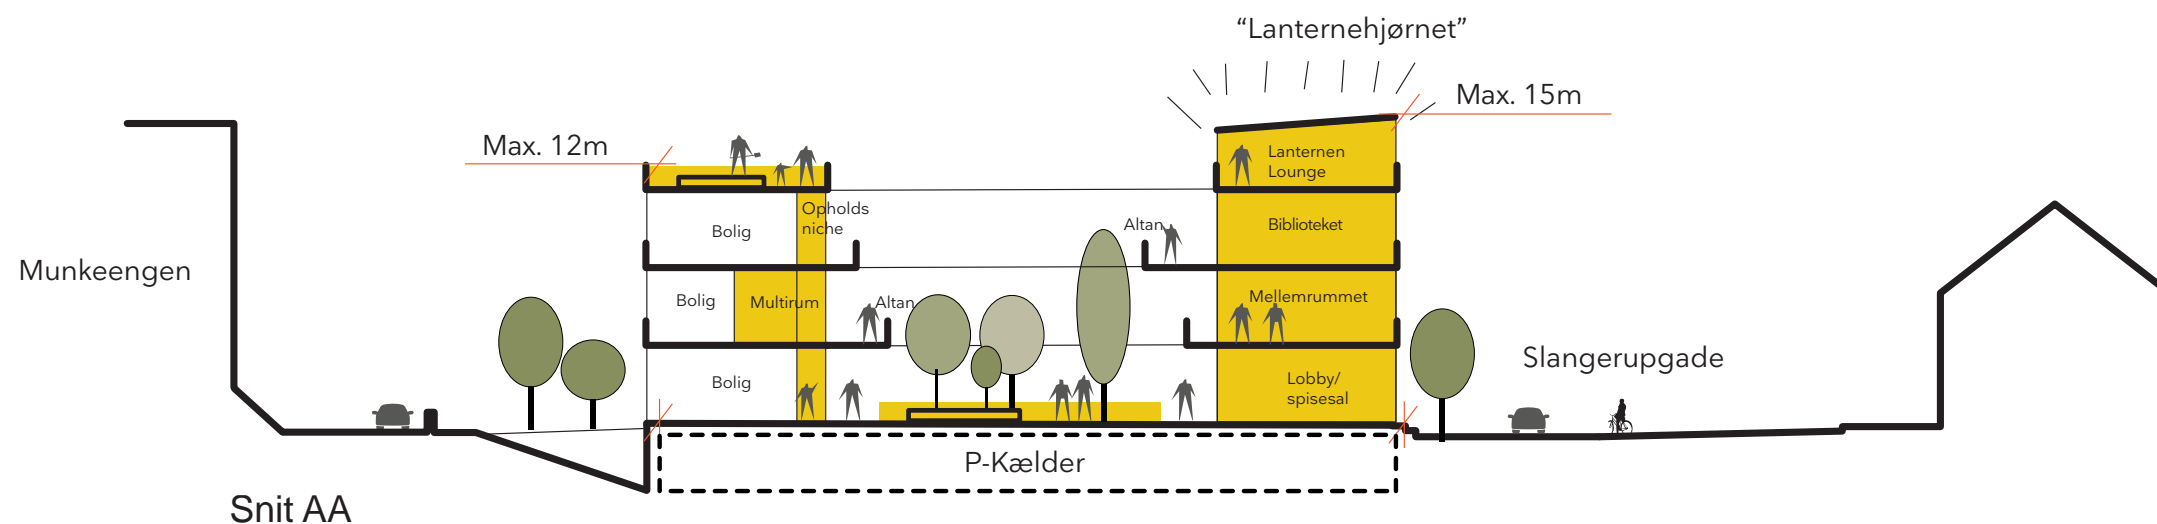 “Lanternehjørnet”
Max. 15m
Max. 12m
Lanternen
Lounge
Opholds
niche
Bolig
Altan
Biblioteket
Munkeengen
Bolig
Multirum
Altan
Mellemrummet
Slangerupgade
Bolig
Lobby/
spisesal
P-Kælder
Snit AA